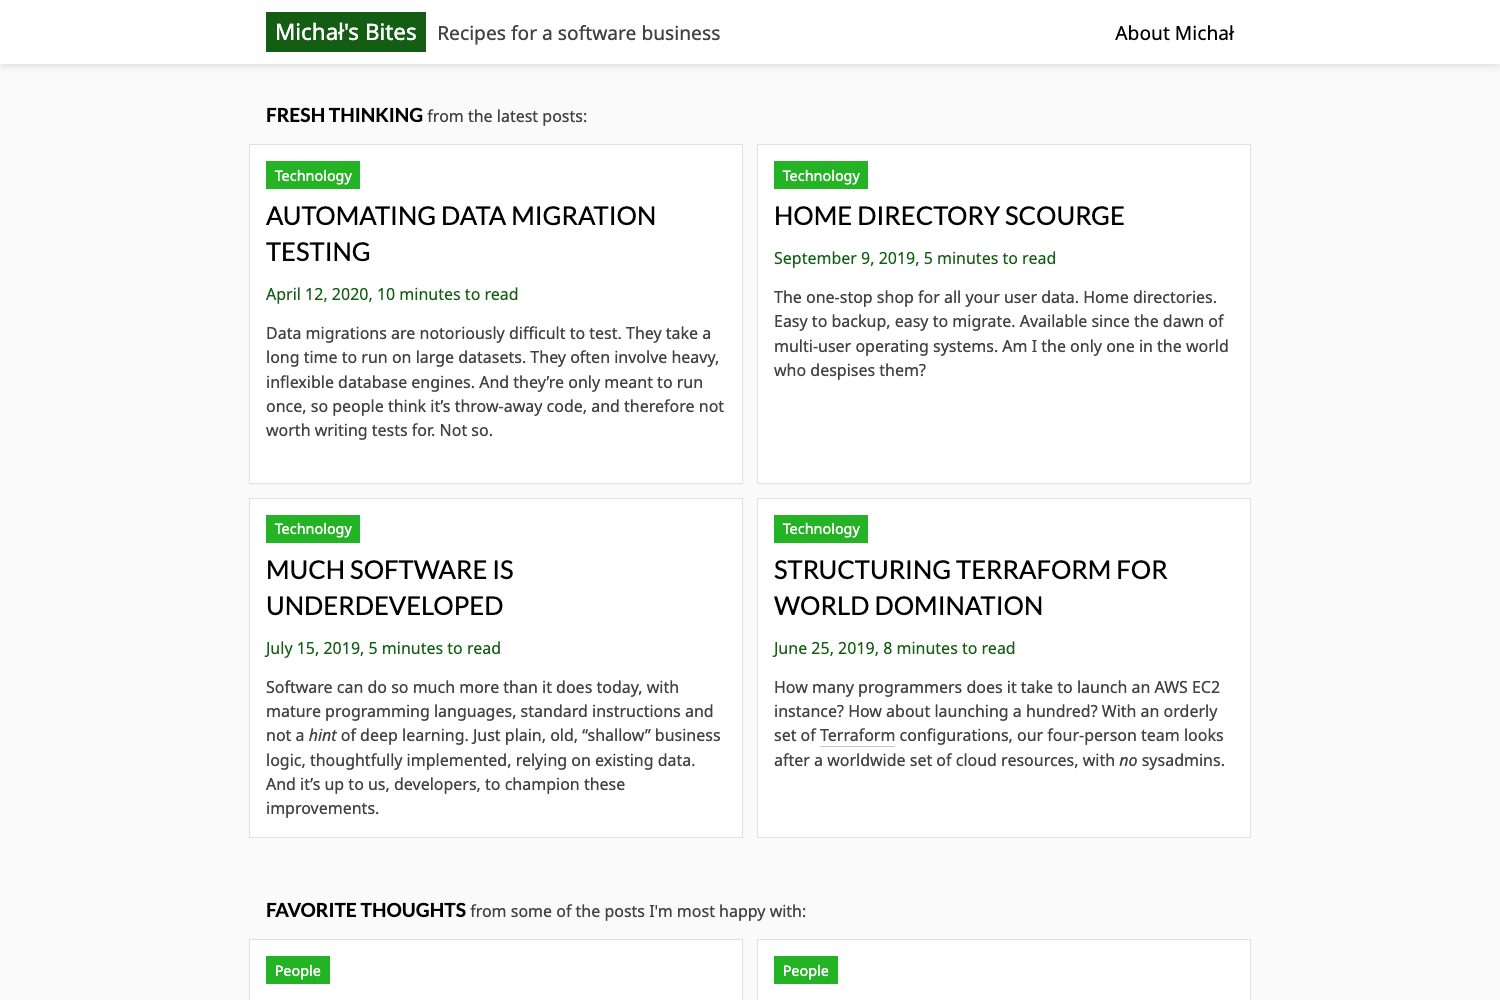 Michał's Bites Recipes for a software business About Michał
FRESH THINKING from the latest posts:
Technology
AUTOMATING DATA MIGRATION
TESTING
April 12, 2020, 10 minutes to read
Data migrations are notoriously difficult to test. They take a
long time to run on large datasets. They often involve heavy,
inflexible database engines. And they’re only meant to run
once, so people think it’s throw-away code, and therefore not
worth writing tests for. Not so.
Technology
HOME DIRECTORY SCOURGE
September 9, 2019, 5 minutes to read
The one-stop shop for all your user data. Home directories.
Easy to backup, easy to migrate. Available since the dawn of
multi-user operating systems. Am I the only one in the world
who despises them?
Technology
MUCH SOFTWARE IS
UNDERDEVELOPED
July 15, 2019, 5 minutes to read
Software can do so much more than it does today, with
mature programming languages, standard instructions and
not a hint of deep learning. Just plain, old, “shallow” business
logic, thoughtfully implemented, relying on existing data.
And it’s up to us, developers, to champion these
improvements.
Technology
STRUCTURING TERRAFORM FOR
WORLD DOMINATION
June 25, 2019, 8 minutes to read
How many programmers does it take to launch an AWS EC2
instance? How about launching a hundred? With an orderly
set of Terraform configurations, our four-person team looks
after a worldwide set of cloud resources, with no sysadmins.
FAVORITE THOUGHTS from some of the posts I'm most happy with:
People
People